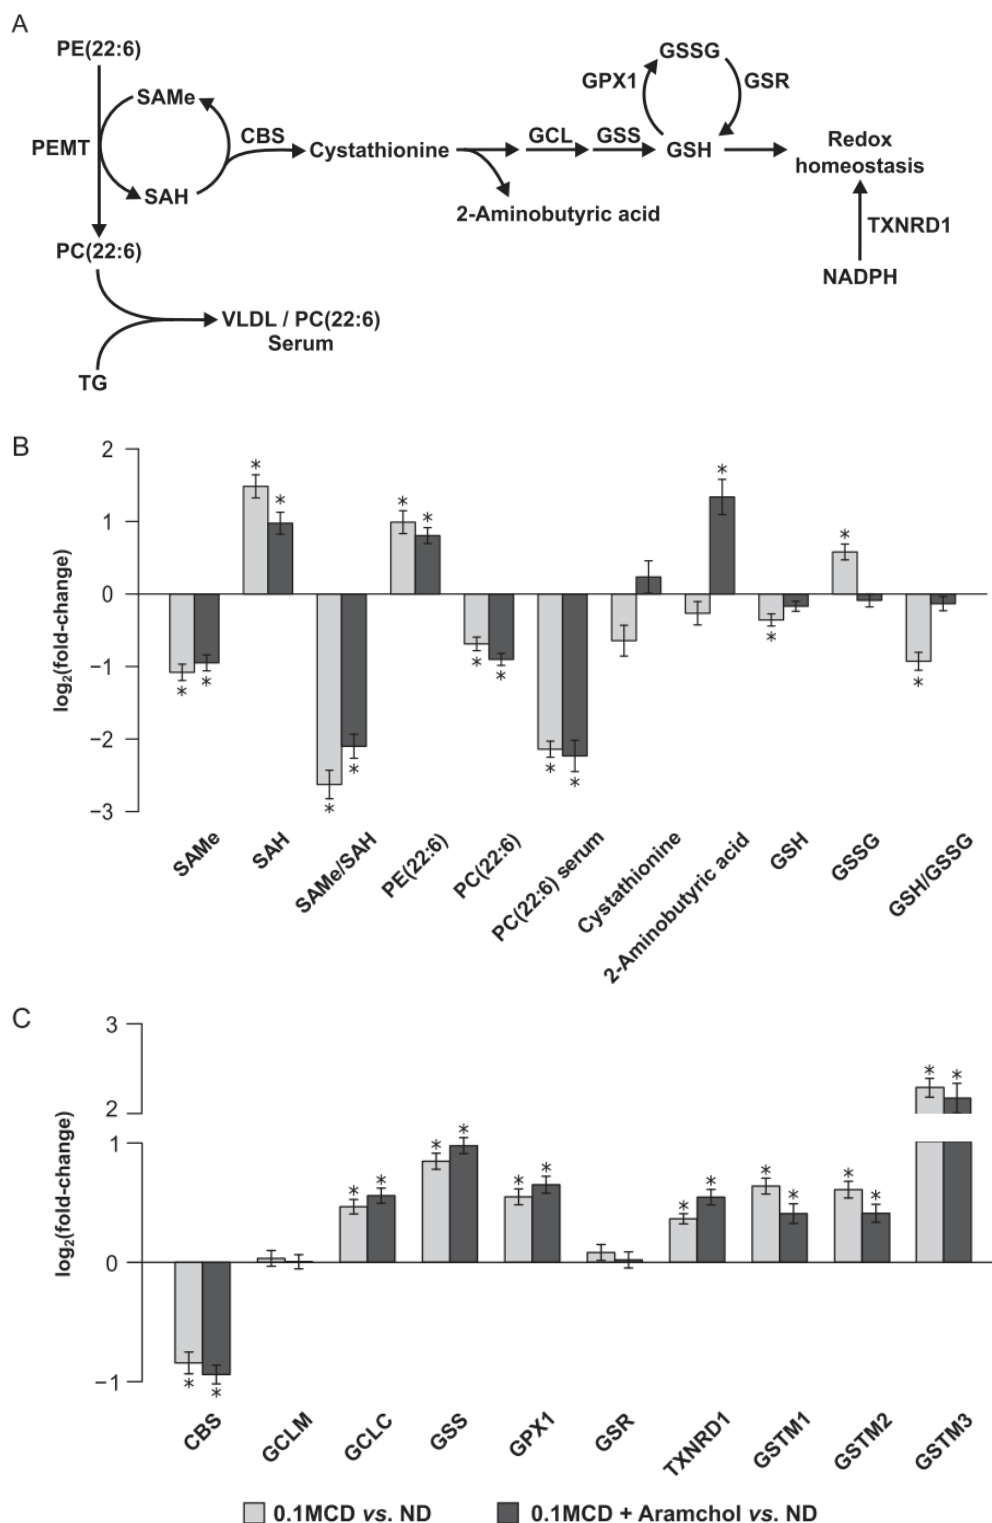 A
PE(22:6)
GSSG
GPX1
GSR
SAMe
PEMT
CBS
Cystathionine
GCL
GSS
GSH
Redox
homeostasis
SAH
2-Aminobutyric acid
TXNRD1
PC(22:6)
NADPH
VLDL / PC(22:6)
Serum
TG
B
log2(fold-change)
2
1
0
−1
−2
−3
* * * * * * * * * * * * * * * * *
SAMe
SAH
SAMe/SAH
PE(22:6)
PC(22:6)
PC(22:6) serum
Cystathionine
2-Aminobutyric acid
GSH
GSSG
GSH/GSSG
C
log2(fold-change)
3
2
1
0
−1
* * * * * * * * * * * * * * * *
CBS
GCLM
GCLC
GSS
GPX1
GSR
TXNRD1
GSTM1
GSTM2
GSTM3
0.1MCD vs. ND
0.1MCD + Aramchol vs. ND